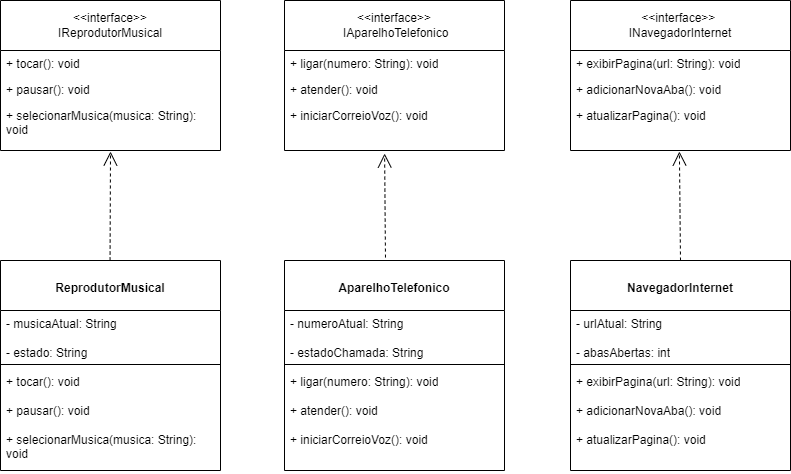 <<interface>>
IReprodutorMusical
+ tocar(): void
+ pausar(): void
+ selecionarMusica(musica: String):
void
<<interface>>
IAparelhoTelefonico
+ ligar(numero: String): void
+ atender(): void
+ iniciarCorreioVoz(): void
<<interface>>
INavegadorInternet
+ exibirPagina(url: String): void
+ adicionarNovaAba(): void
+ atualizarPagina(): void
ReprodutorMusical
- musicaAtual: String
- estado: String
+ tocar(): void
+ pausar(): void
+ selecionarMusica(musica: String):
void
AparelhoTelefonico
- numeroAtual: String
- estadoChamada: String
+ ligar(numero: String): void
+ atender(): void
+ iniciarCorreioVoz(): void
NavegadorInternet
- urlAtual: String
- abasAbertas: int
+ exibirPagina(url: String): void
+ adicionarNovaAba(): void
+ atualizarPagina(): void